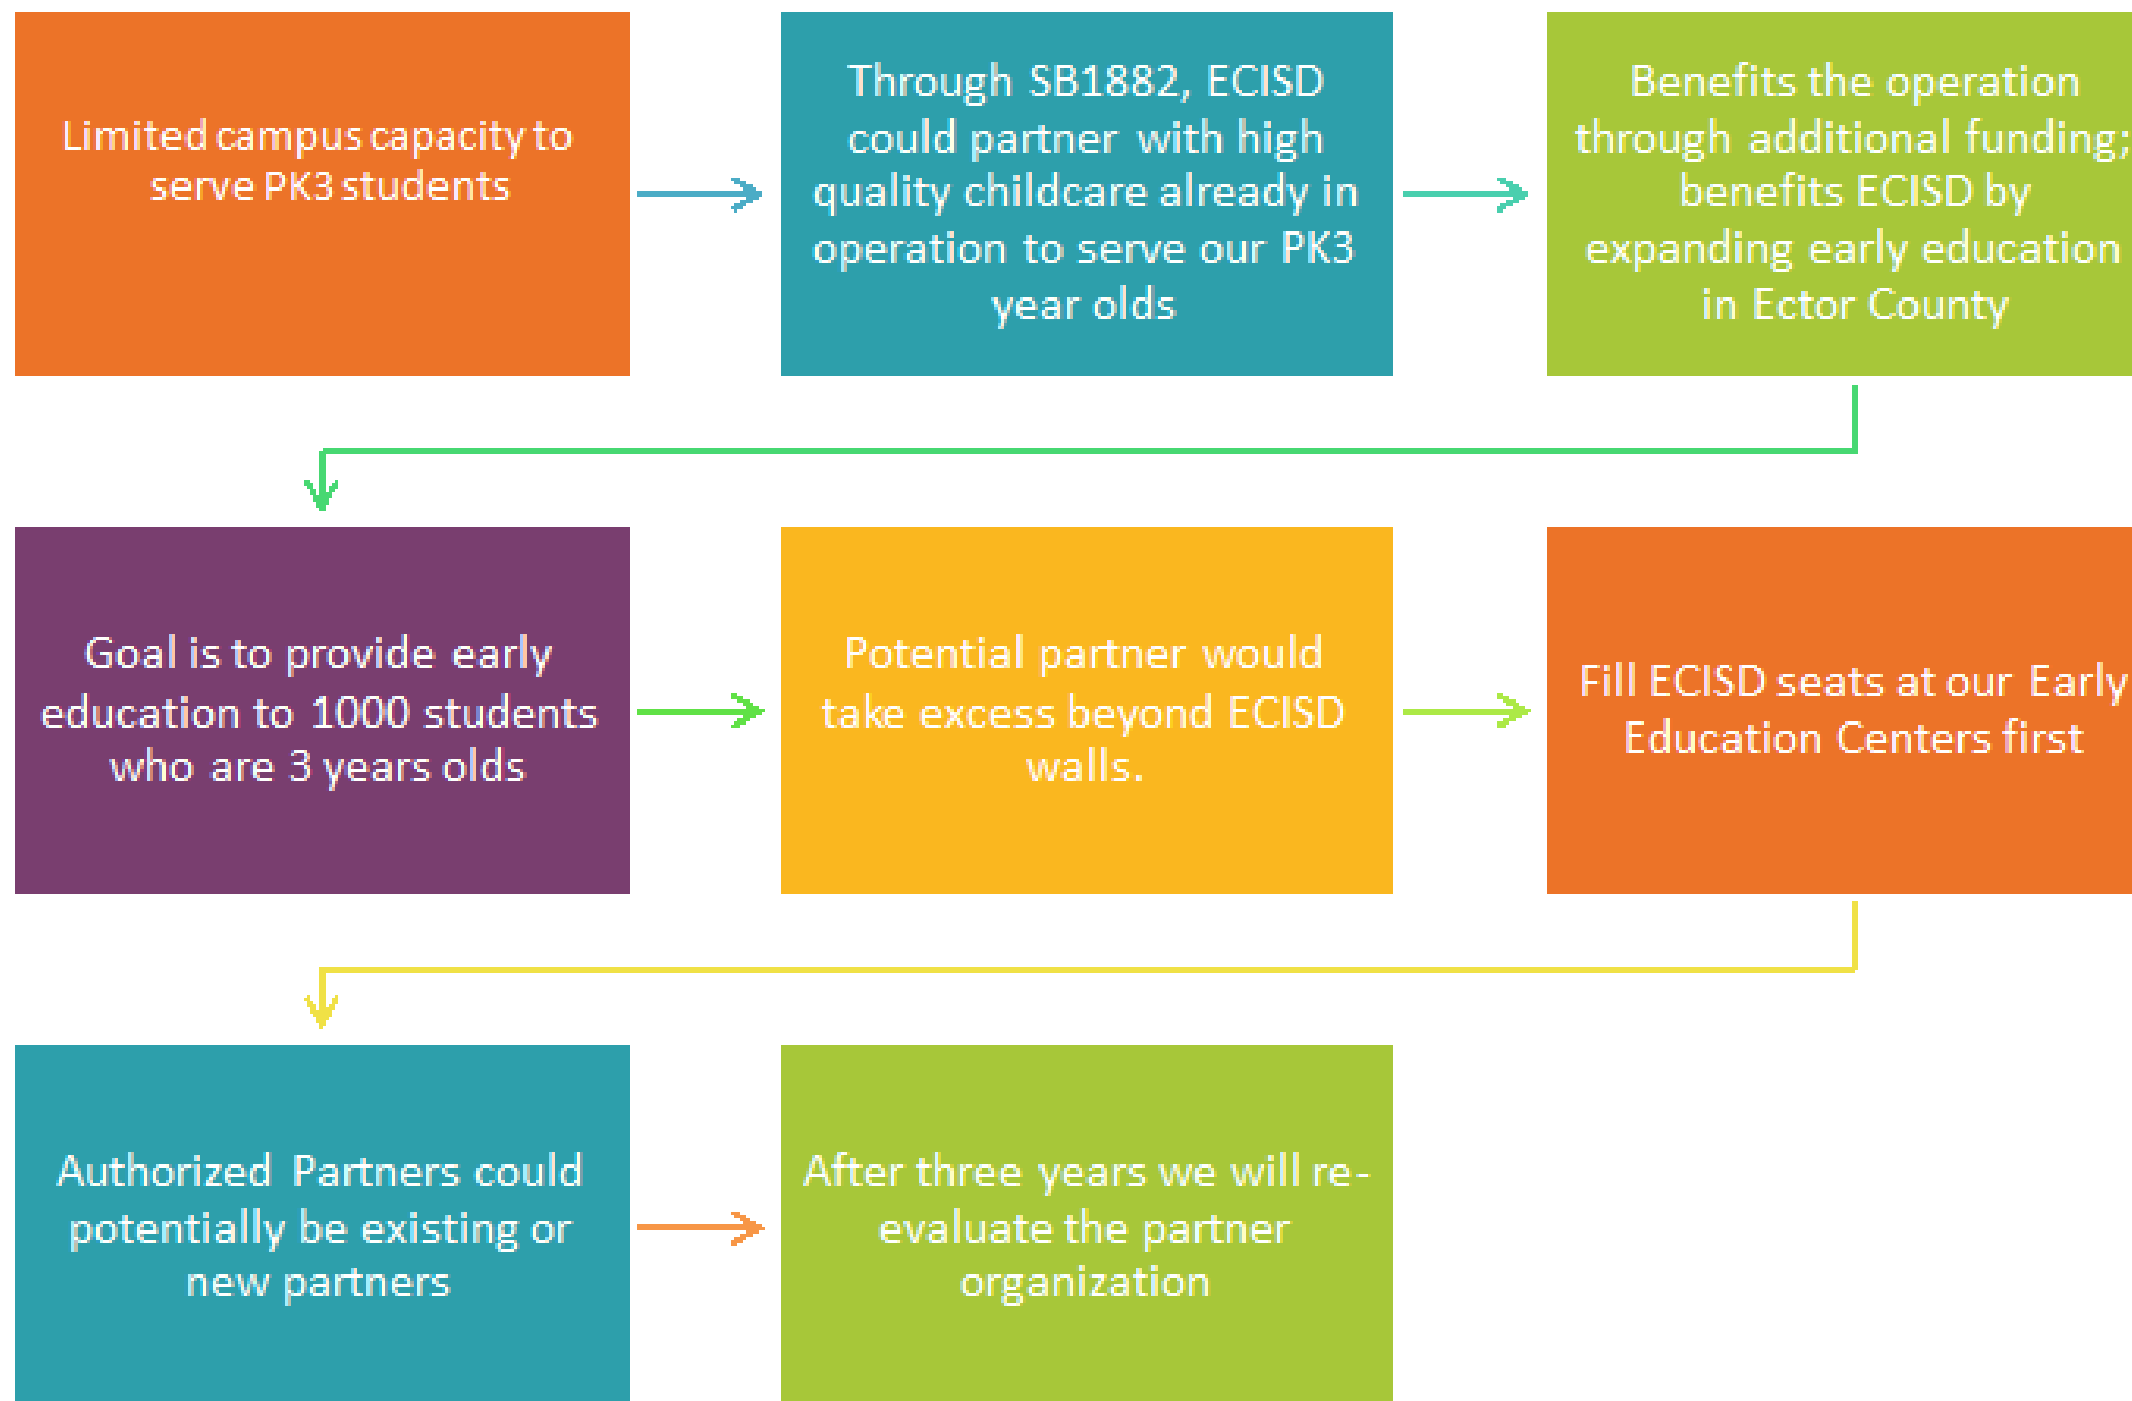 Limited campus capacity to
serve PK3 students
Through SB1882, ECISD
could partner with high
quality childcare already in
operation to serve our PK3
year olds
Benefits the operation
through additional funding;
benefits ECISD by
expanding early education
in Ector County
Goal is to provide early
education to 1000 students
who are 3 years olds
Potential partner would
take excess beyond ECISD
walls.
Fill ECISD seats at our Early
Education Centers first
Authorized Partners could
potentially be existing or
new partners
After three years we will re-
evaluate the partner
organization